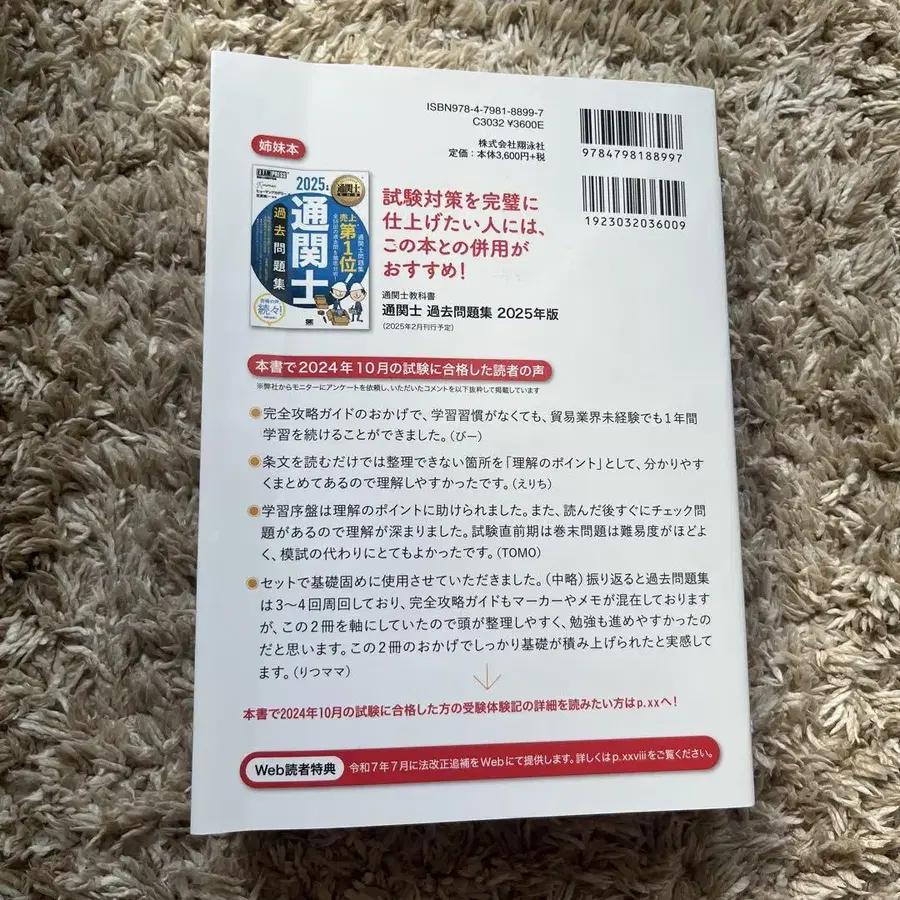 ISBN978-4-7981-8899-7
C3032 ¥3600E
株式会社翔泳社
定価:本体3,600円+税
9784798188997
1923032036009
姉妹本
EXAMPRESS
通関士
2025年版
通関士
過去問題集
通関士問題集
売上
第1位!
合格の声
続々!
試験対策を完璧に
仕上げたい人には、
この本との併用が
おすすめ!
通関士教科書
通関士 過去問題集 2025年版
(2025年2月刊行予定)
本書で2024年10月の試験に合格した読者の声
※弊社からモニターにアンケートを依頼し、いただいたコメントを以下抜粋して掲載しています
●完全攻略ガイドのおかげで、学習習慣がなくても、貿易業界未経験でも1年間
学習を続けることができました。(びー)
●条文を読むだけでは整理できない箇所を「理解のポイント」として、分かりやす
くまとめてあるので理解しやすかったです。(えりち)
●学習序盤は理解のポイントに助けられました。また、読んだ後すぐにチェック問
題があるので理解が深まりました。試験直前期は巻末問題は難易度がほどよ
く、模試の代わりにとてもよかったです。(TOMO)
●セットで基礎固めに使用させていただきました。(中略)振り返ると過去問題集
は3〜4回周回しており、完全攻略ガイドもマーカーやメモが混在しております
が、この2冊を軸にしていたので頭が整理しやすく、勉強も進めやすかったの
だと思います。この2冊のおかげでしっかり基礎が積み上げられたと実感して
ます。(りつママ)
本書で2024年10月の試験に合格した方の受験体験記の詳細を読みたい方はp.xxへ!
Web読者特典 令和7年7月に法改正追補をWebにて提供します。詳しくはp.xxviiiをご覧ください。